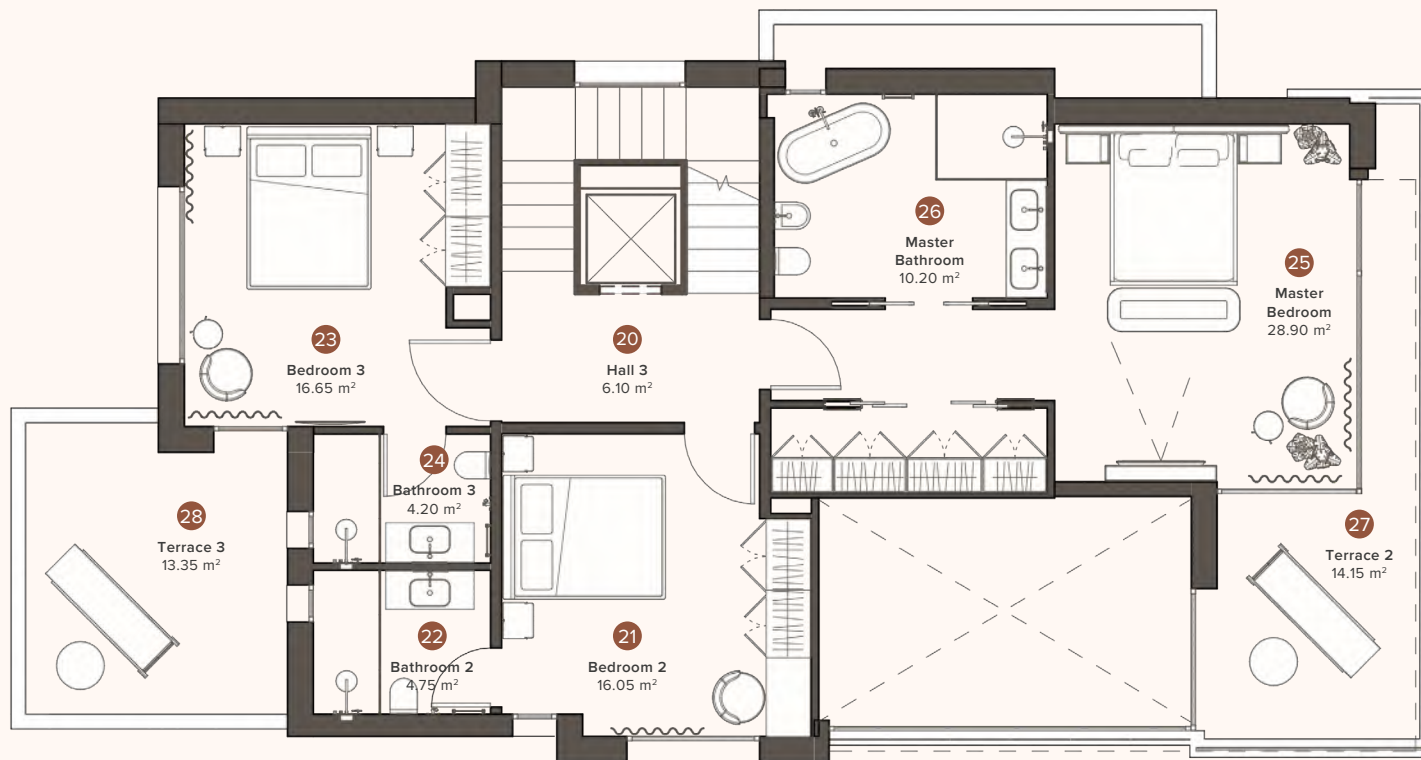 26
Master
Bathroom
10.20 m²
25
Master
Bedroom
28.90 m²
23
Bedroom 3
16.65 m²
20
Hall 3
6.10 m²
24
Bathroom 3
4.20 m²
28
Terrace 3
13.35 m²
27
Terrace 2
14.15 m²
22
Bathroom 2
4.75 m²
21
Bedroom 2
16.05 m²